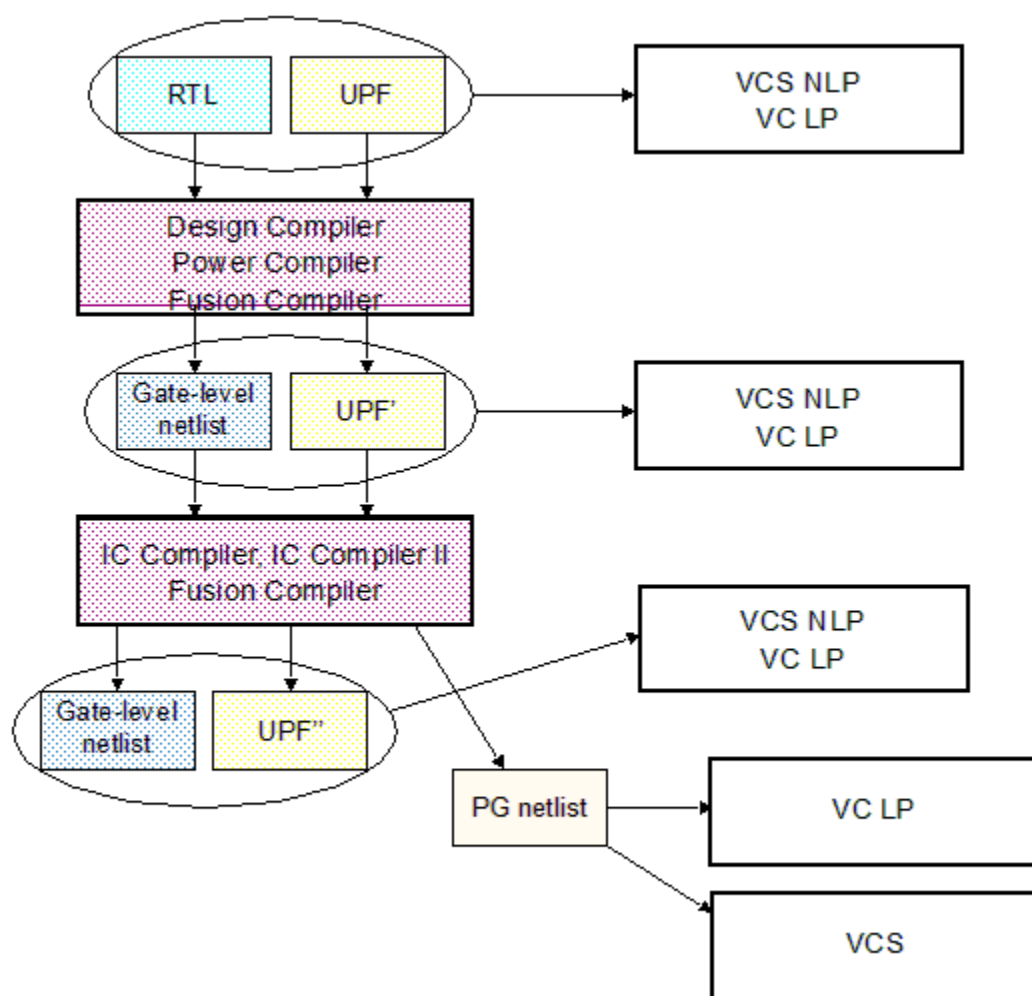 RTL
UPF
VCS NLP
VC LP
Design Compiler
Power Compiler
Fusion Compiler
Gate-level
netlist
UPF'
VCS NLP
VC LP
IC Compiler, IC Compiler II
Fusion Compiler
VCS NLP
VC LP
Gate-level
netlist
UPF''
PG netlist
VC LP
VCS